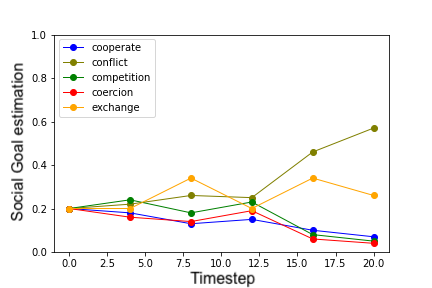 1.0
0.8
0.6
0.4
0.2
0.0
Social Goal estimation
cooperate
conflict
competition
coercion
exchange
0.0 2.5 5.0 7.5 10.0 12.5 15.0 17.5 20.0
Timestep